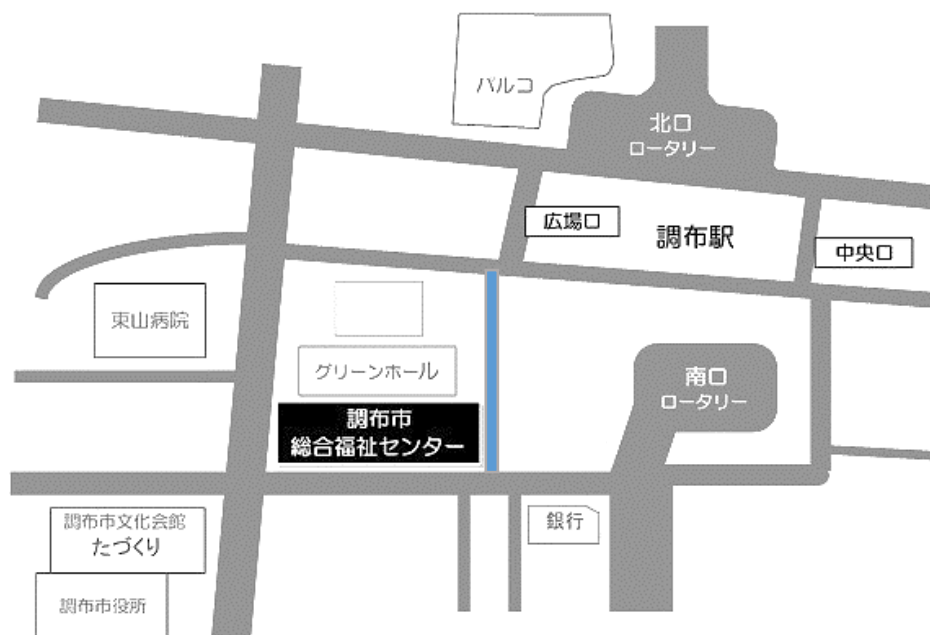 パルコ
北口
ロータリー
広場口
調布駅
中央口
東山病院
グリーンホール
南口
ロータリー
調布市
総合福祉センター
調布市文化会館
たづくり
銀行
調布市役所